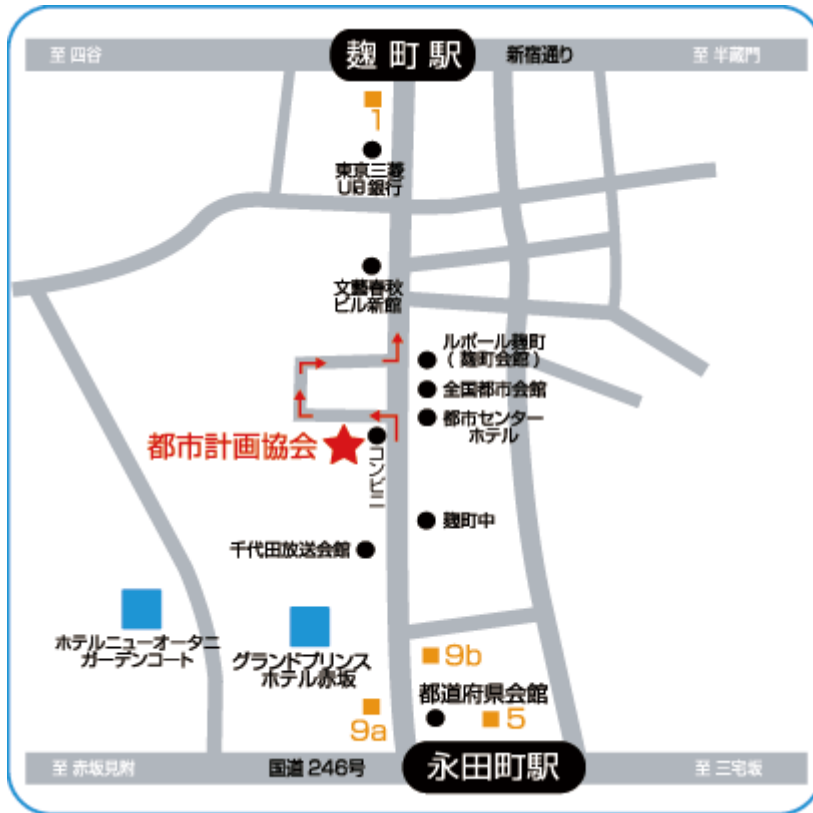 至 四谷
麹町駅
新宿通り
至 半蔵門
1
東京三菱
UFJ銀行
文藝春秋
ビル新館
ルポール麹町
( 麹町会館 )
全国都市会館
都市センター
ホテル
都市計画協会
コンビニ
麹町中
千代田放送会館
ホテルニューオータニ
ガーデンコート
グランドプリンス
ホテル赤坂
9b
都道府県会館
9a
5
至 赤坂見附
国道246号
永田町駅
至 三宅坂